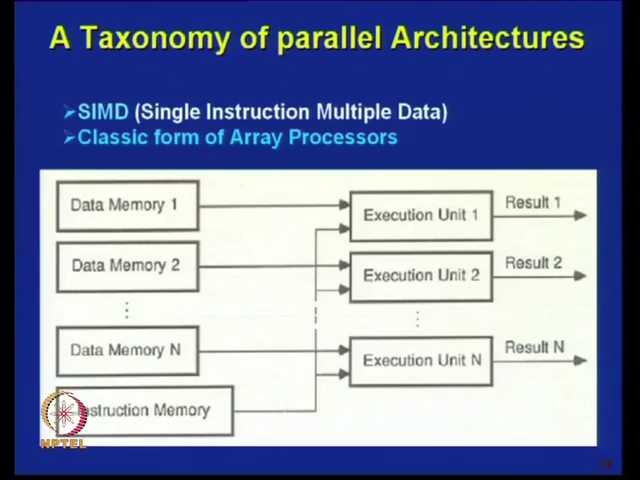 A Taxonomy of parallel Architectures
➢SIMD (Single Instruction Multiple Data)
➢Classic form of Array Processors
Data Memory 1
Execution Unit 1
Result 1
Data Memory 2
Execution Unit 2
Result 2
Data Memory N
Execution Unit N
Result N
Instruction Memory
NPTEL